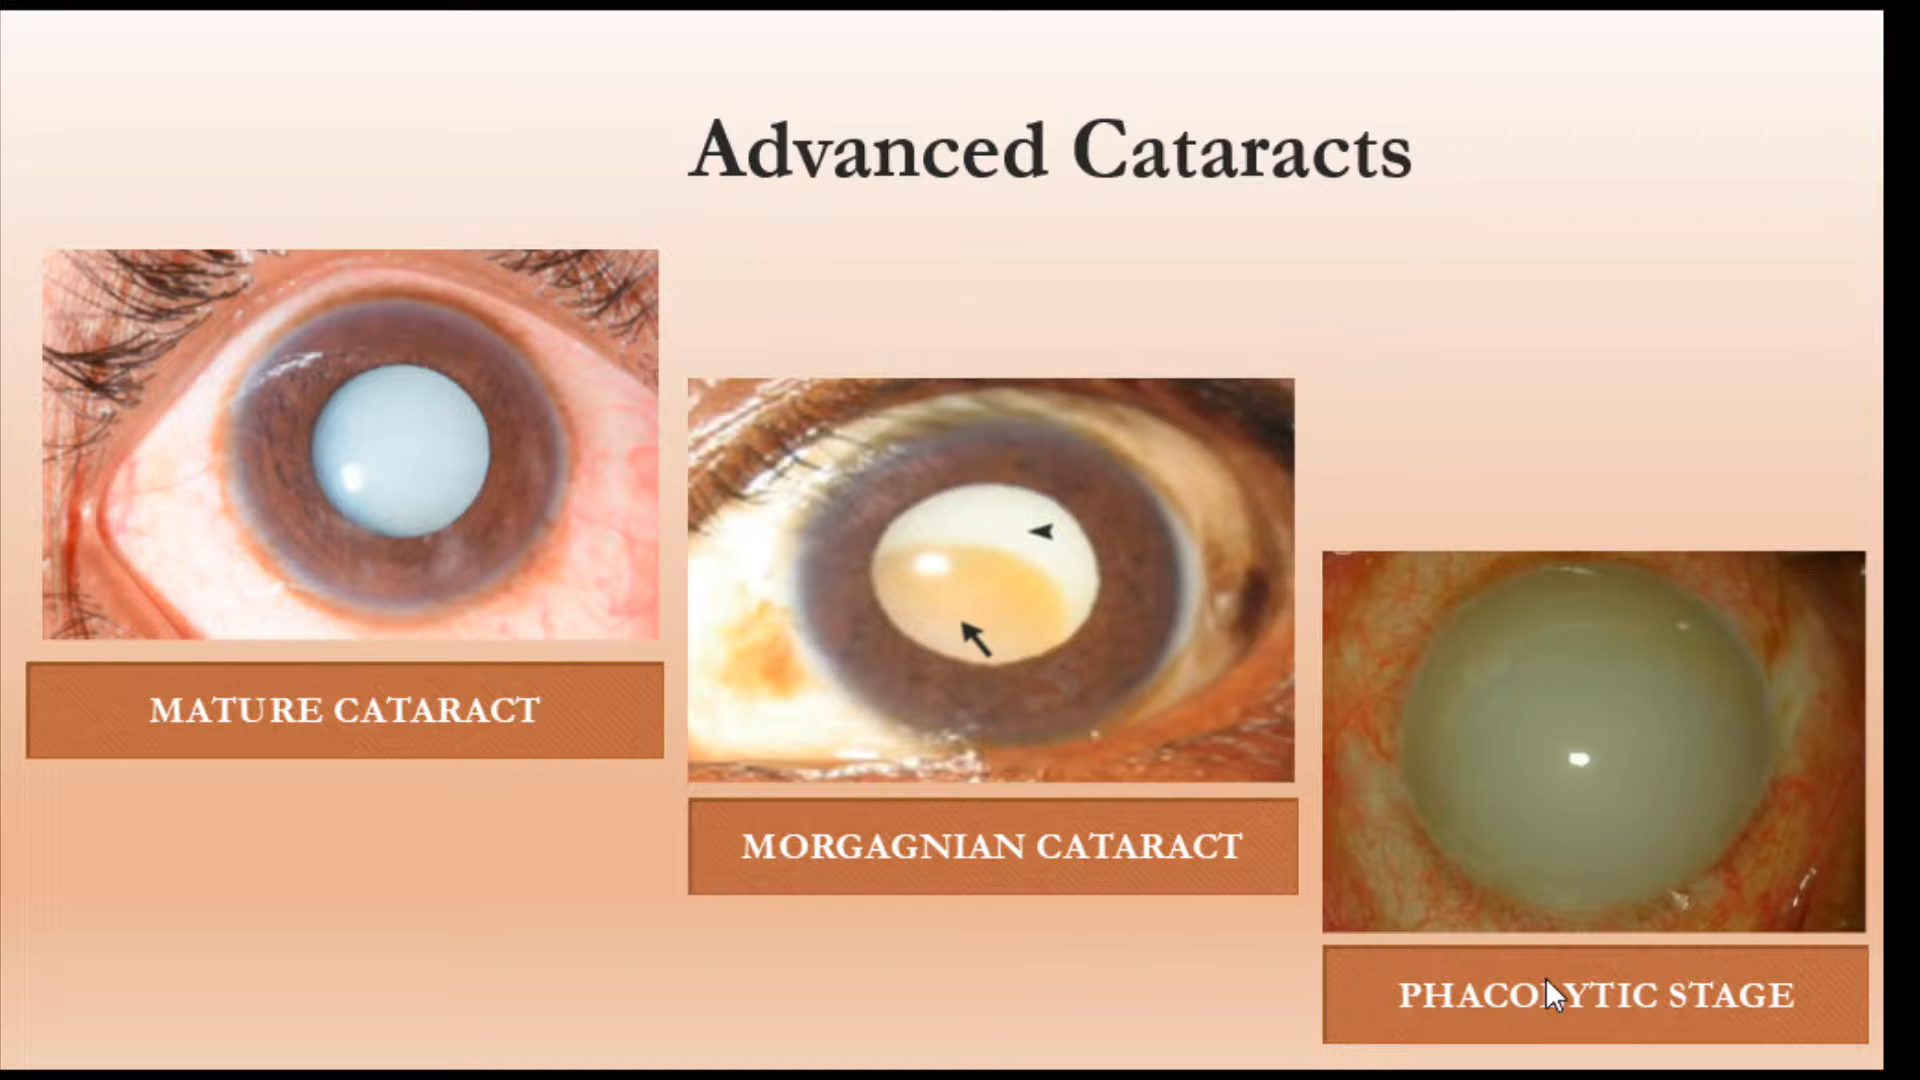 Advanced Cataracts
MATURE CATARACT
MORGAGNIAN CATARACT
PHACOLYTIC STAGE